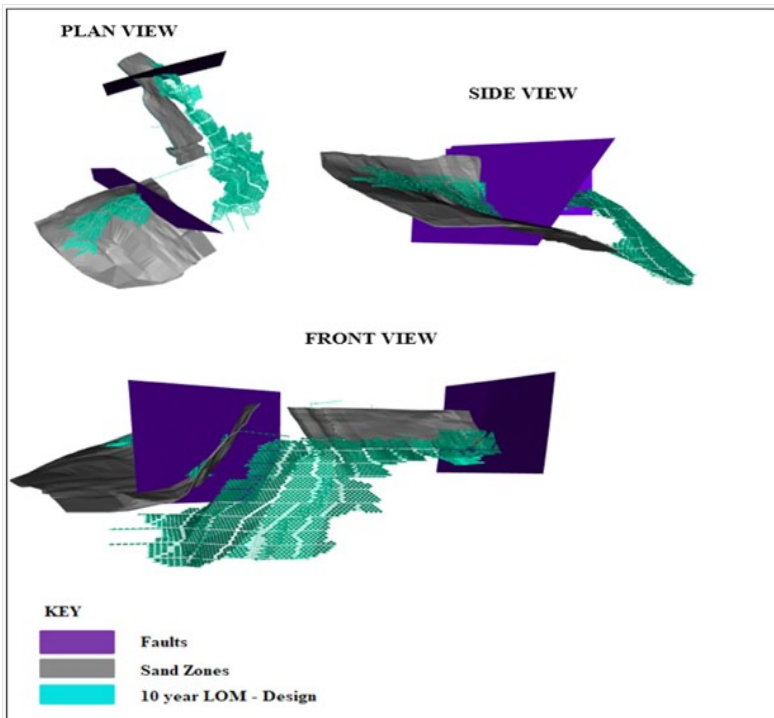 PLAN VIEW
SIDE VIEW
FRONT VIEW
KEY
Faults
Sand Zones
10 year LOM - Design